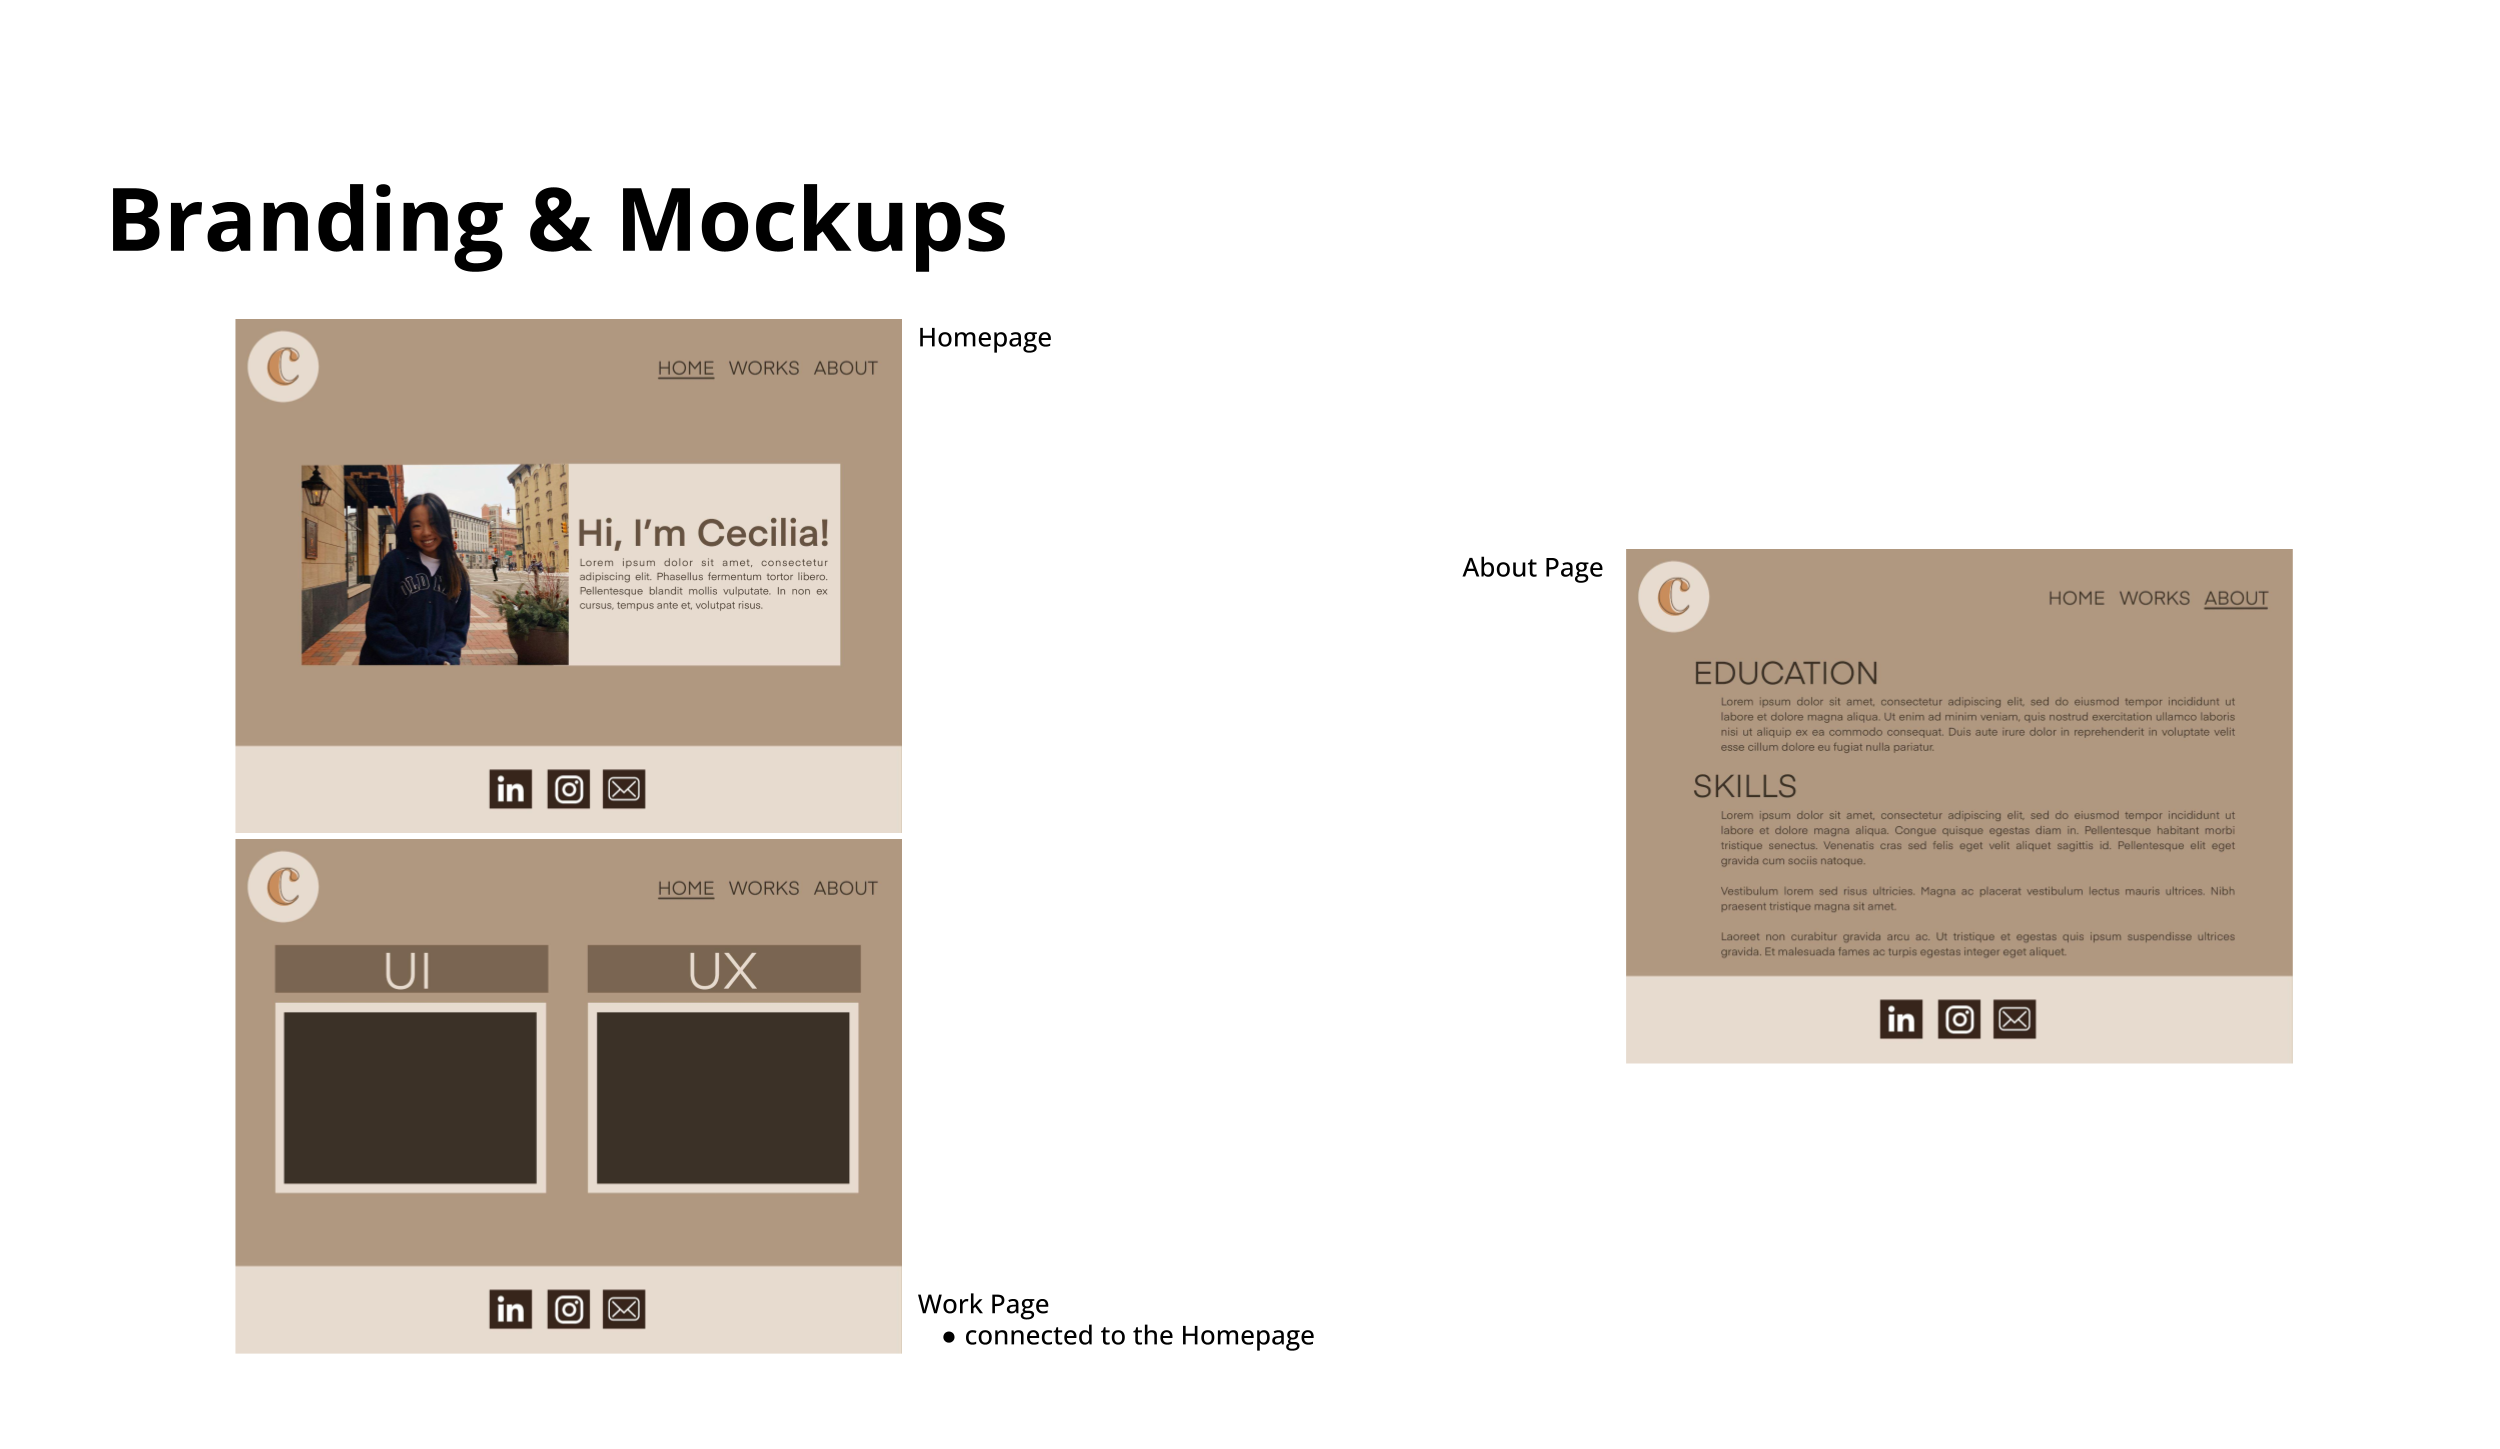 Branding & Mockups
C
HOME WORKS ABOUT
Hi, I'm Cecilia!
Lorem ipsum dolor sit amet, consectetur
adipiscing elit. Phasellus fermentum tortor libero.
Pellentesque blandit mollis vulputate. In non ex
cursus, tempus ante et, volutpat risus.
in
Homepage
C
HOME WORKS ABOUT
UI UX
in
Work Page
● connected to the Homepage
About Page
C
HOME WORKS ABOUT
EDUCATION
Lorem ipsum dolor sit amet, consectetur adipiscing elit, sed do eiusmod tempor incididunt ut
labore et dolore magna aliqua. Ut enim ad minim veniam, quis nostrud exercitation ullamco laboris
nisi ut aliquip ex ea commodo consequat. Duis aute irure dolor in reprehenderit in voluptate velit
esse cillum dolore eu fugiat nulla pariatur.
SKILLS
Lorem ipsum dolor sit amet, consectetur adipiscing elit, sed do eiusmod tempor incididunt ut
labore et dolore magna aliqua. Congue quisque egestas diam in. Pellentesque habitant morbi
tristique senectus. Venenatis cras sed felis eget velit aliquet sagittis id. Pellentesque elit eget
gravida cum sociis natoque.
Vestibulum lorem sed risus ultricies. Magna ac placerat vestibulum lectus mauris ultrices. Nibh
praesent tristique magna sit amet.
Laoreet non curabitur gravida arcu ac. Ut tristique et egestas quis ipsum suspendisse ultrices
gravida. Et malesuada fames ac turpis egestas integer eget aliquet.
in